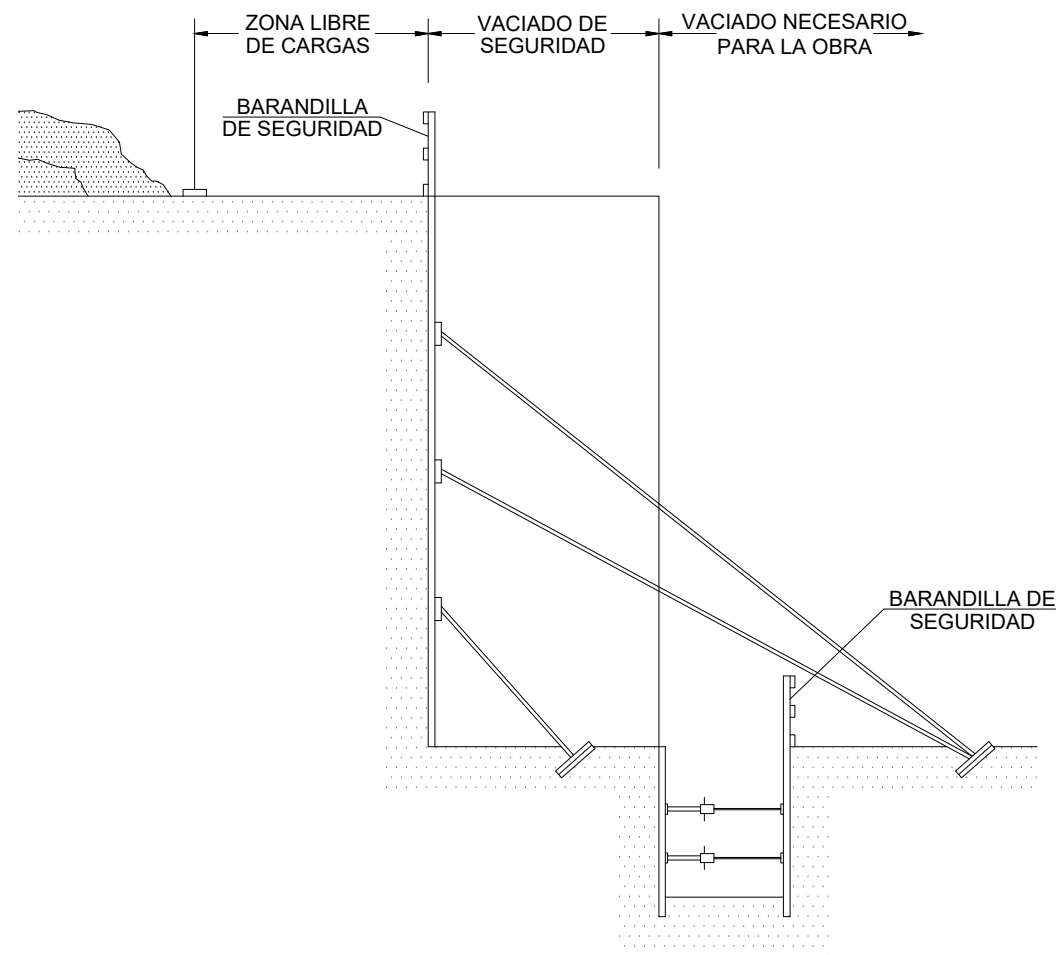 ZONA LIBRE
DE CARGAS
VACIADO DE
SEGURIDAD
VACIADO NECESARIO
PARA LA OBRA
BARANDILLA
DE SEGURIDAD
BARANDILLA DE
SEGURIDAD